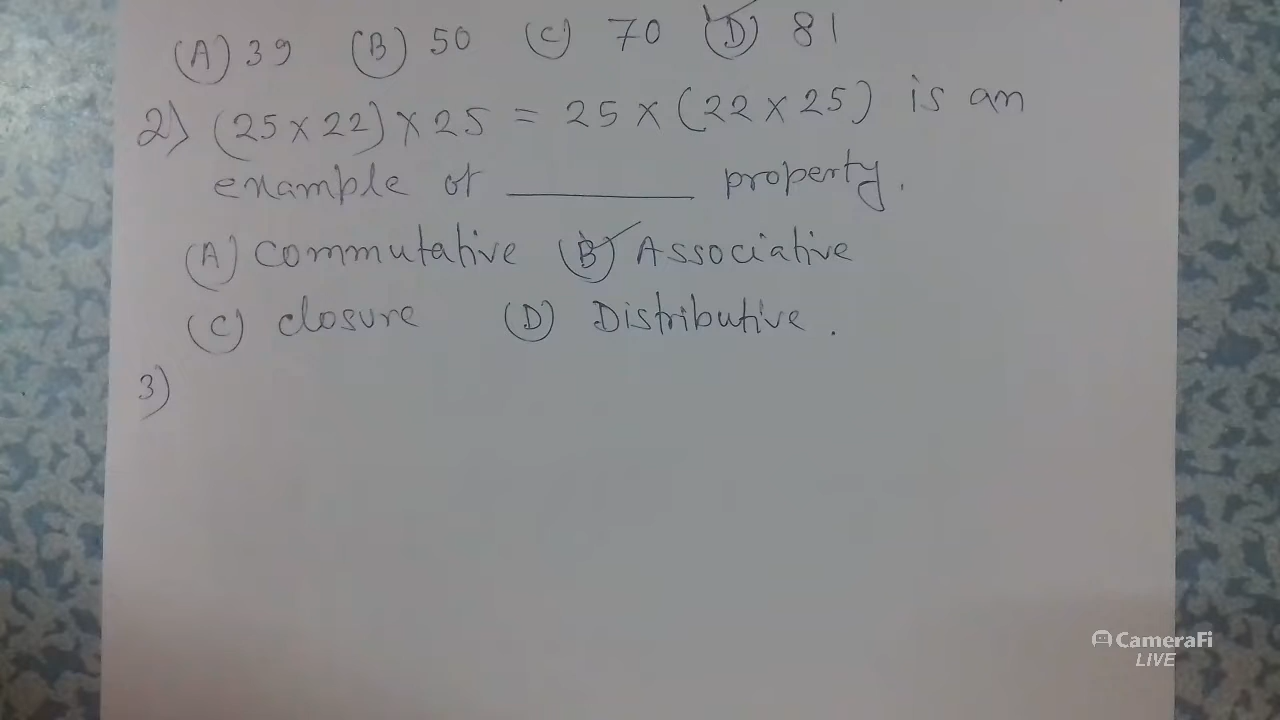 (A) 39 (B) 50 (C) 70 (D) 81
2) (25 × 22) × 25 = 25 × (22 × 25) is an
example of ________ property.
(A) Commutative (B) Associative
(C) closure (D) Distributive.
3)
CameraFi
LIVE